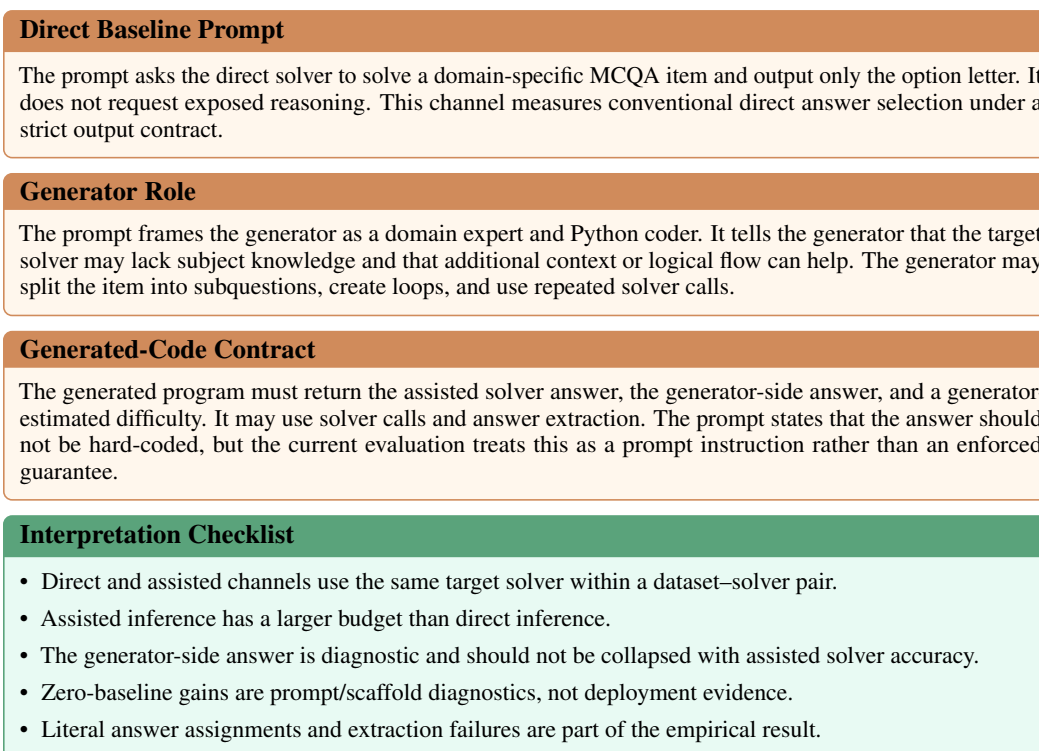 Direct Baseline Prompt
The prompt asks the direct solver to solve a domain-specific MCQA item and output only the option letter. It
does not request exposed reasoning. This channel measures conventional direct answer selection under a
strict output contract.
Generator Role
The prompt frames the generator as a domain expert and Python coder. It tells the generator that the target
solver may lack subject knowledge and that additional context or logical flow can help. The generator may
split the item into subquestions, create loops, and use repeated solver calls.
Generated-Code Contract
The generated program must return the assisted solver answer, the generator-side answer, and a generator-
estimated difficulty. It may use solver calls and answer extraction. The prompt states that the answer should
not be hard-coded, but the current evaluation treats this as a prompt instruction rather than an enforced
guarantee.
Interpretation Checklist
• Direct and assisted channels use the same target solver within a dataset–solver pair.
• Assisted inference has a larger budget than direct inference.
• The generator-side answer is diagnostic and should not be collapsed with assisted solver accuracy.
• Zero-baseline gains are prompt/scaffold diagnostics, not deployment evidence.
• Literal answer assignments and extraction failures are part of the empirical result.